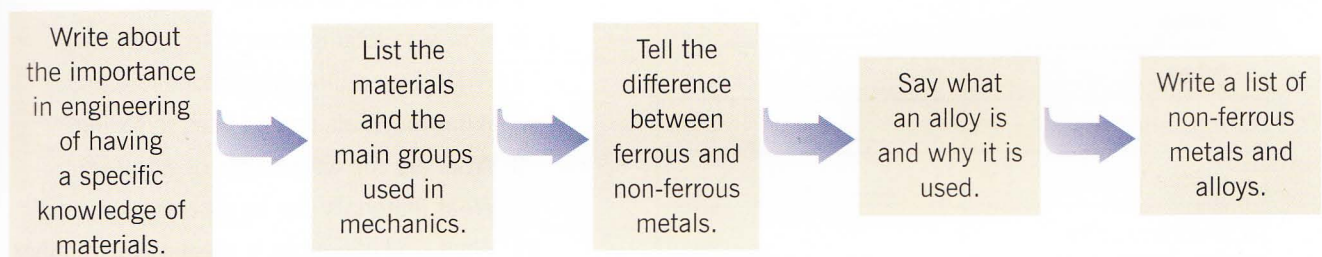 Write about
the importance
in engineering
of having
a specific
knowledge of
materials.
List the
materials
and the
main groups
used in
mechanics.
Tell the
difference
between
ferrous and
non-ferrous
metals.
Say what
an alloy is
and why it is
used.
Write a list of
non-ferrous
metals and
alloys.